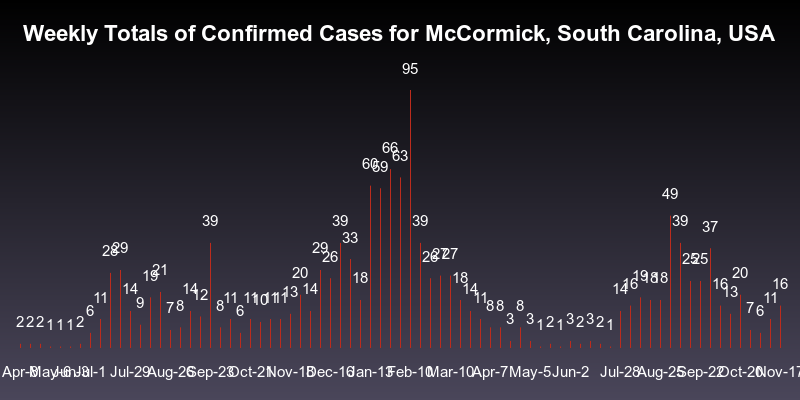 Weekly Totals of Confirmed Cases for McCormick, South Carolina, USA
2 2 2 1 1 1 2 6 11 28 29 14 9 19 21 7 8 14 12 39 8 11 6 11 10 11 11 13 20 14 29 26 39 33 18 60 59 66 63 95 39 26 27 27 18 14 11 8 8 3 8 3 1 2 1 3 2 3 2 1 14 16 19 18 18 49 39 25 25 37 16 13 20 7 6 11 16
Apr-8 May-6 Jun-3 Jul-1 Jul-29 Aug-26 Sep-23 Oct-21 Nov-18 Dec-16 Jan-13 Feb-10 Mar-10 Apr-7 May-5 Jun-2 Jul-28 Aug-25 Sep-22 Oct-20 Nov-17